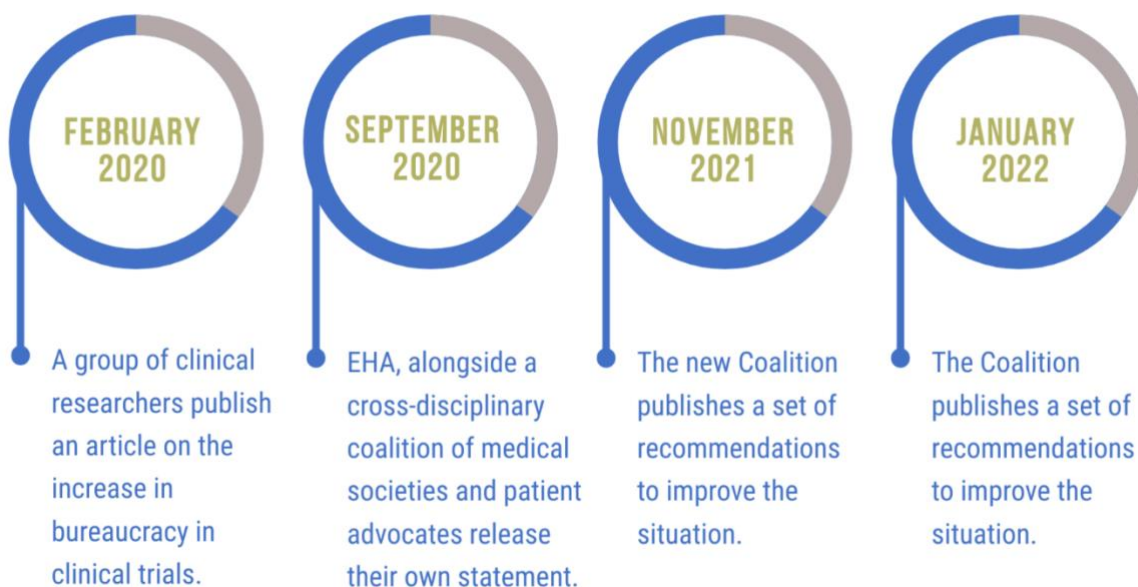 FEBRUARY
2020
SEPTEMBER
2020
NOVEMBER
2021
JANUARY
2022
A group of clinical
researchers publish
an article on the
increase in
bureaucracy in
clinical trials.
EHA, alongside a
cross-disciplinary
coalition of medical
societies and patient
advocates release
their own statement.
The new Coalition
publishes a set of
recommendations
to improve the
situation.
The Coalition
publishes a set of
recommendations
to improve the
situation.